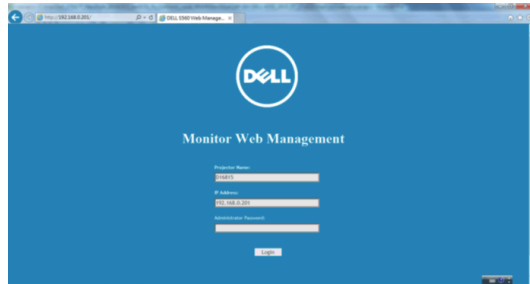 http://192.168.0.201/
DELL S560 Web Manage...
DELL
Monitor Web Management
Projector Name:
D16815
IP Address:
192.168.0.201
Administrator Password:
Login